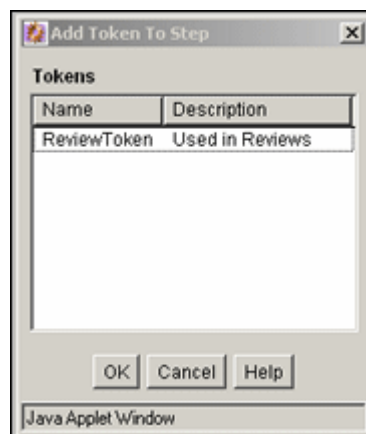 Add Token To Step
Tokens
Name Description
ReviewToken Used in Reviews
OK Cancel Help
Java Applet Window